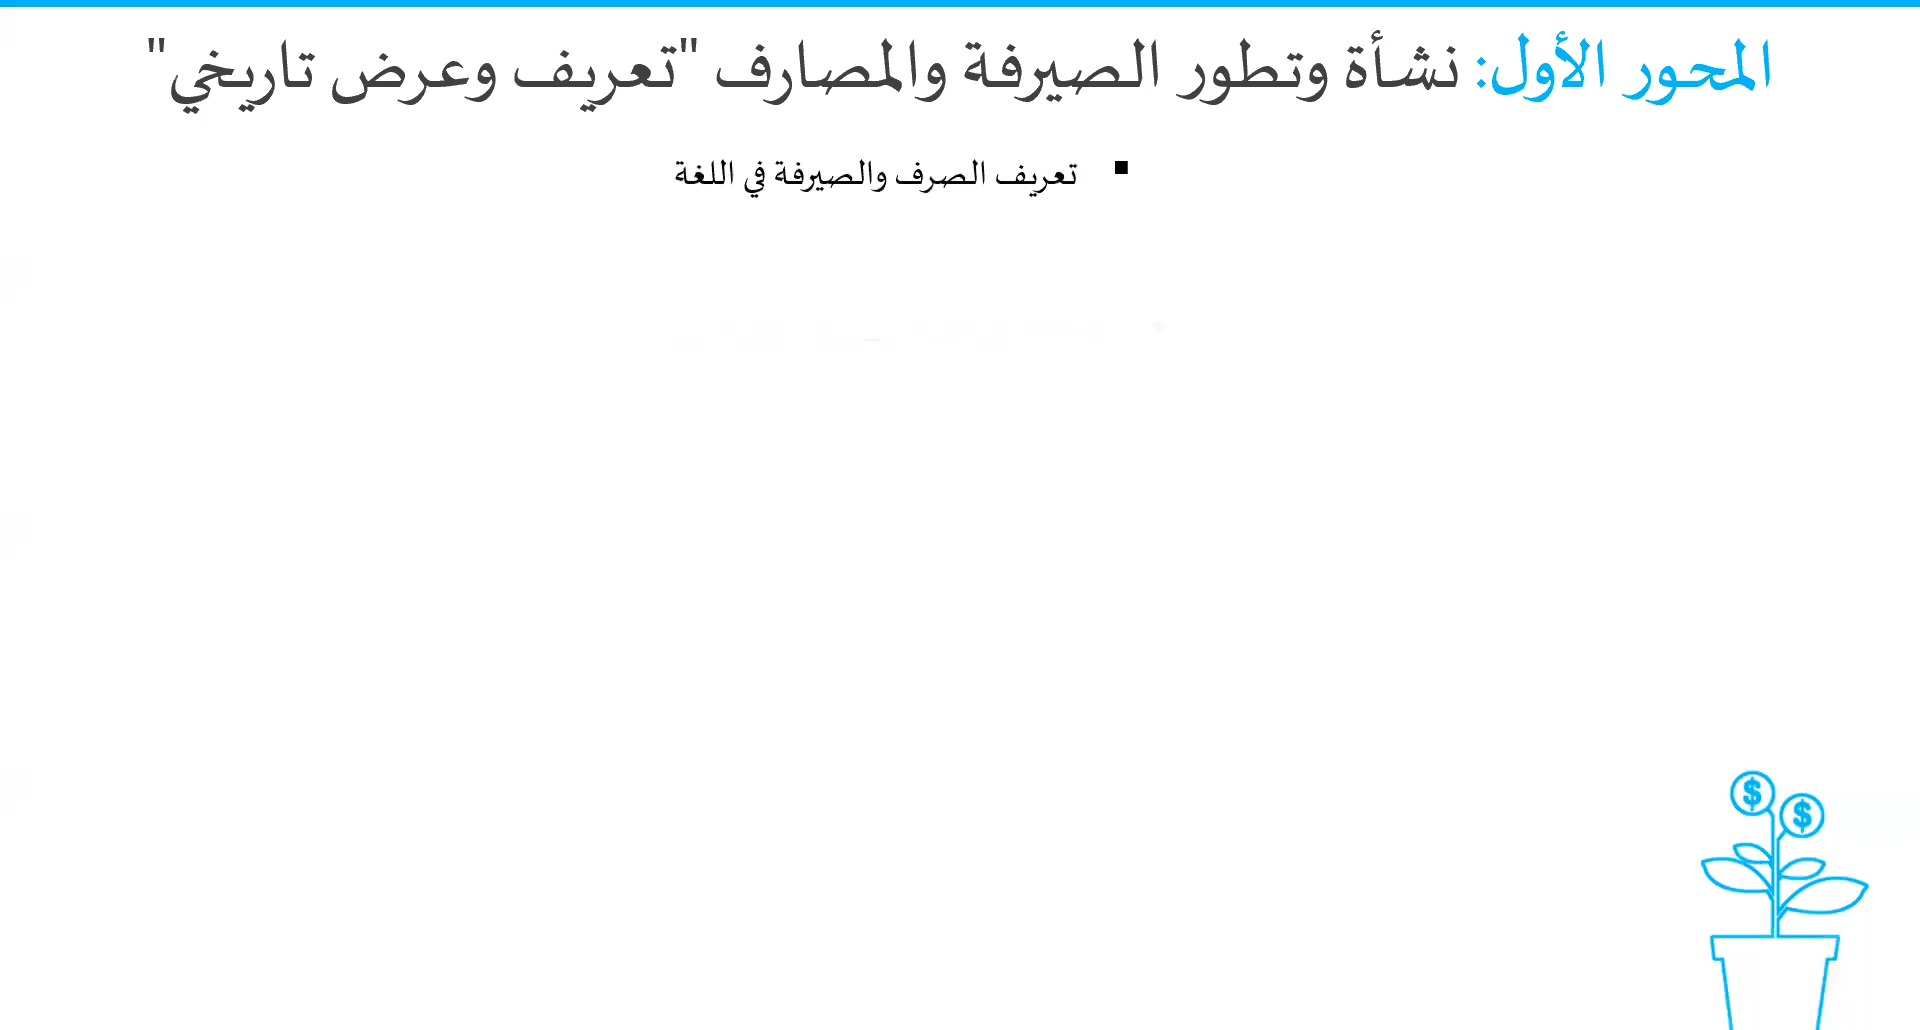 المحور الأول: نشأة وتطور الصيرفة والمصارف "تعريف وعرض تاريخي"
▪ تعريف الصرف والصيرفة في اللغة
$
$